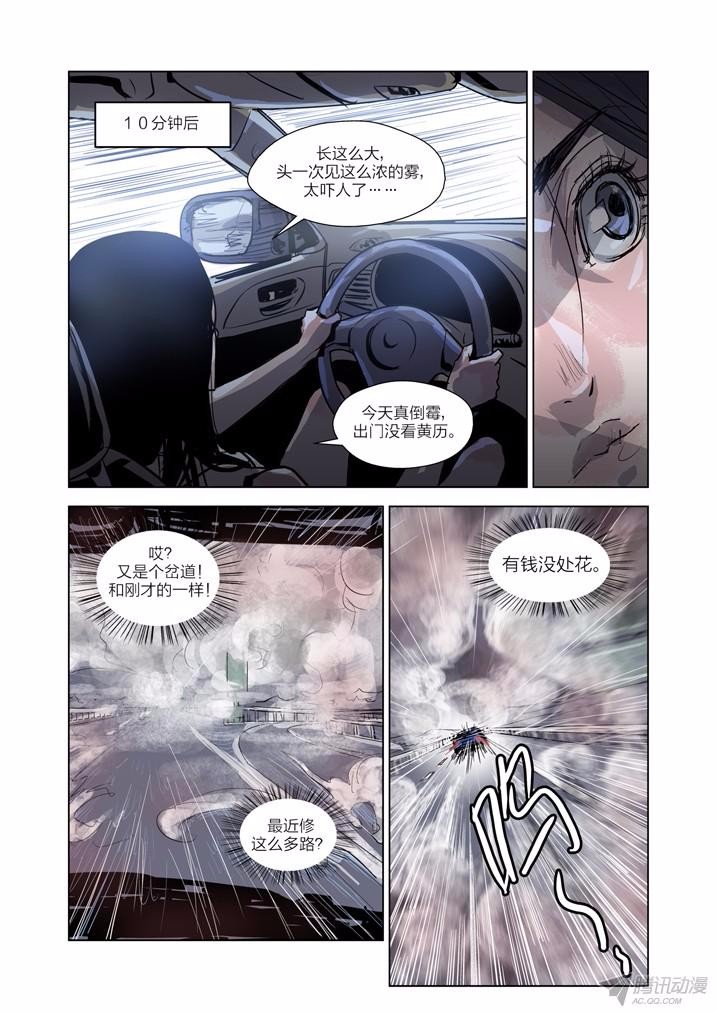 10分钟后
长这么大，
头一次见这么浓的雾，
太吓人了……
今天真倒霉，
出门没看黄历。
哎？
又是个岔道！
和刚才的一样！
最近修
这么多路？
有钱没处花。
呜～
腾讯动漫
AC.QQ.COM